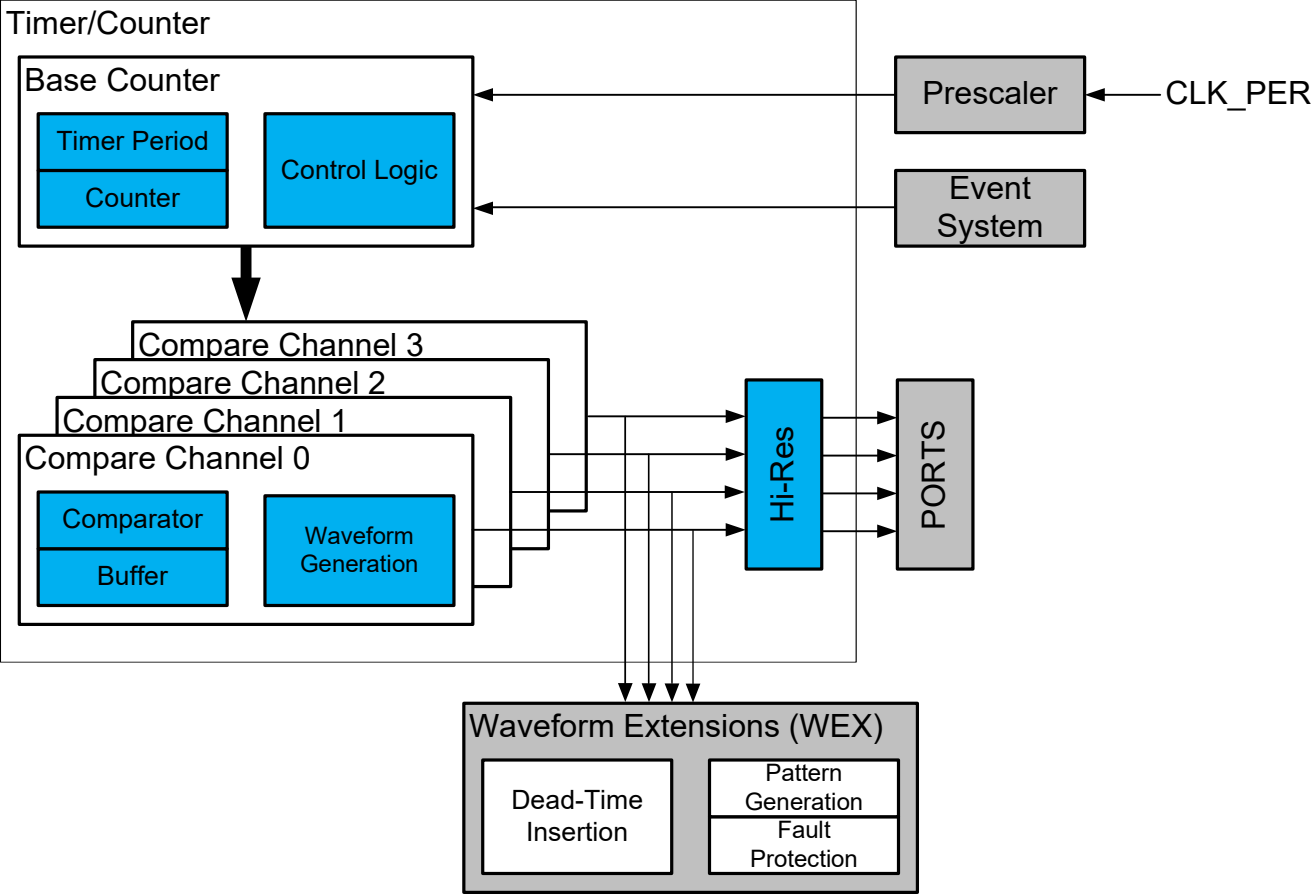 Timer/Counter
Base Counter
Timer Period
Counter
Control Logic
Prescaler
CLK_PER
Event
System
Compare Channel 3
Compare Channel 2
Compare Channel 1
Compare Channel 0
Comparator
Buffer
Waveform
Generation
Hi-Res
PORTS
Waveform Extensions (WEX)
Dead-Time
Insertion
Pattern
Generation
Fault
Protection